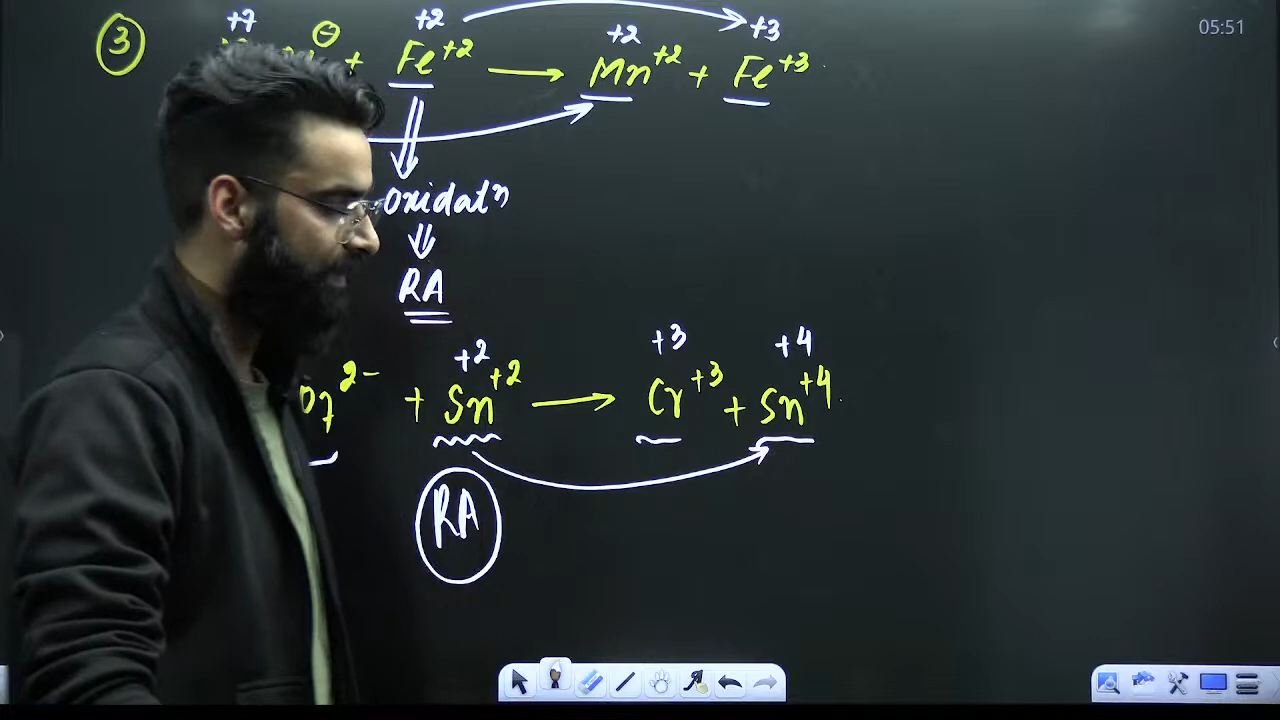 05:51
+7 +2 +2 +3
3 ⊖ + Fe+2 → Mn+2 + Fe+3
Oxidatn
RA
+2 +3 +4
O7 2- + Sn+2 → Cr+3 + Sn+4
RA